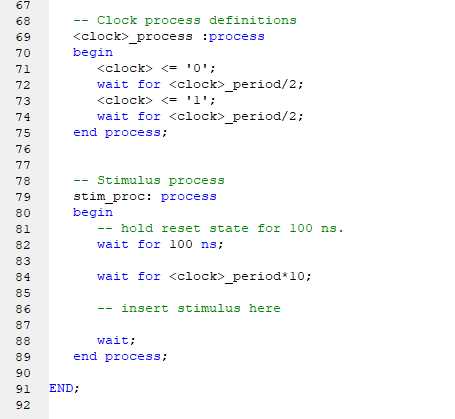 67
68 -- Clock process definitions
69 <clock>_process :process
70 begin
71 <clock> <= '0';
72 wait for <clock>_period/2;
73 <clock> <= '1';
74 wait for <clock>_period/2;
75 end process;
76
77
78 -- Stimulus process
79 stim_proc: process
80 begin
81 -- hold reset state for 100 ns.
82 wait for 100 ns;
83
84 wait for <clock>_period*10;
85
86 -- insert stimulus here
87
88 wait;
89 end process;
90
91 END;
92